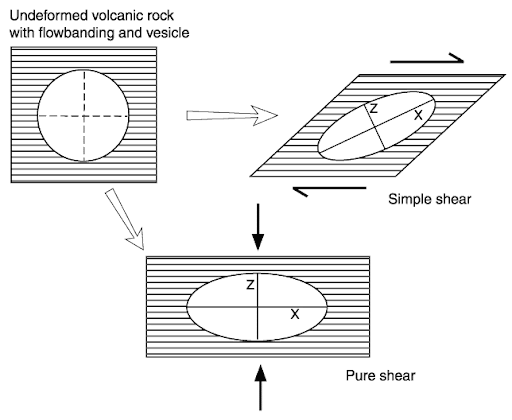 Undeformed volcanic rock
with flowbanding and vesicle
Z
X
Simple shear
Z
X
Pure shear